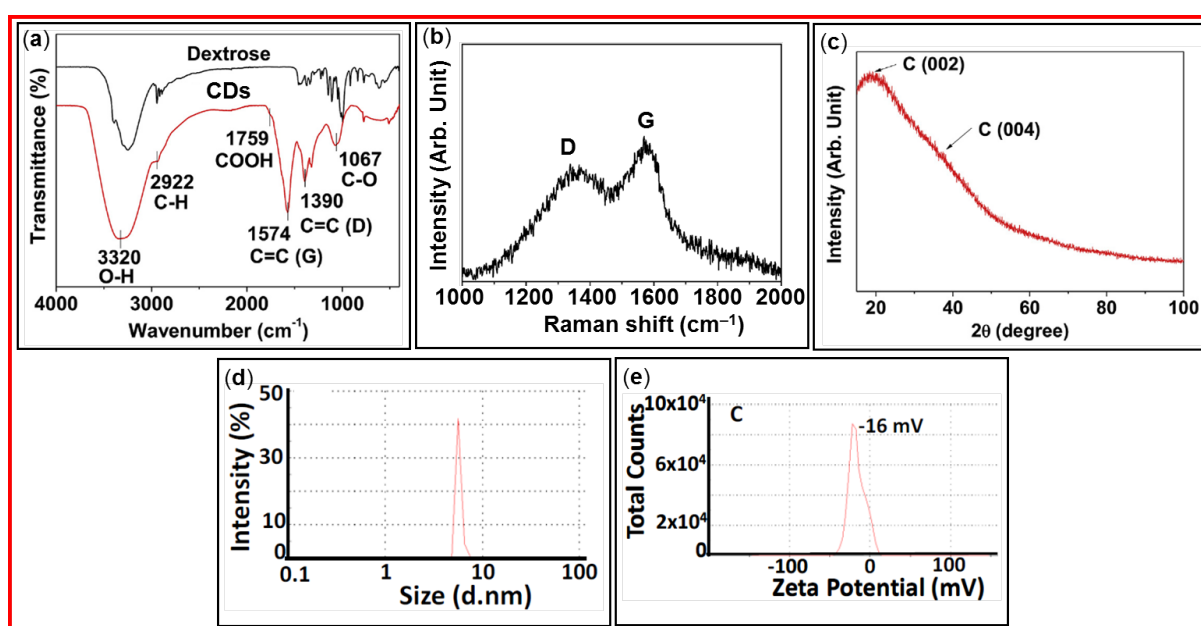 (a)
Dextrose
CDs
1759
COOH
1067
C-O
2922
C-H
1390
C=C (D)
1574
C=C (G)
3320
O-H
Transmittance (%)
4000 3000 2000 1000
Wavenumber (cm⁻¹)
(b)
D
G
Intensity (Arb. Unit)
1000 1200 1400 1600 1800 2000
Raman shift (cm⁻¹)
(c)
C (002)
C (004)
Intensity (Arb. Unit)
20 40 60 80 100
2θ (degree)
(d)
50
30
10
0
Intensity (%)
0.1 1 10 100
Size (d.nm)
(e)
C
-16 mV
10x10⁴
6x10⁴
2x10⁴
0
Total Counts
-100 0 100
Zeta Potential (mV)